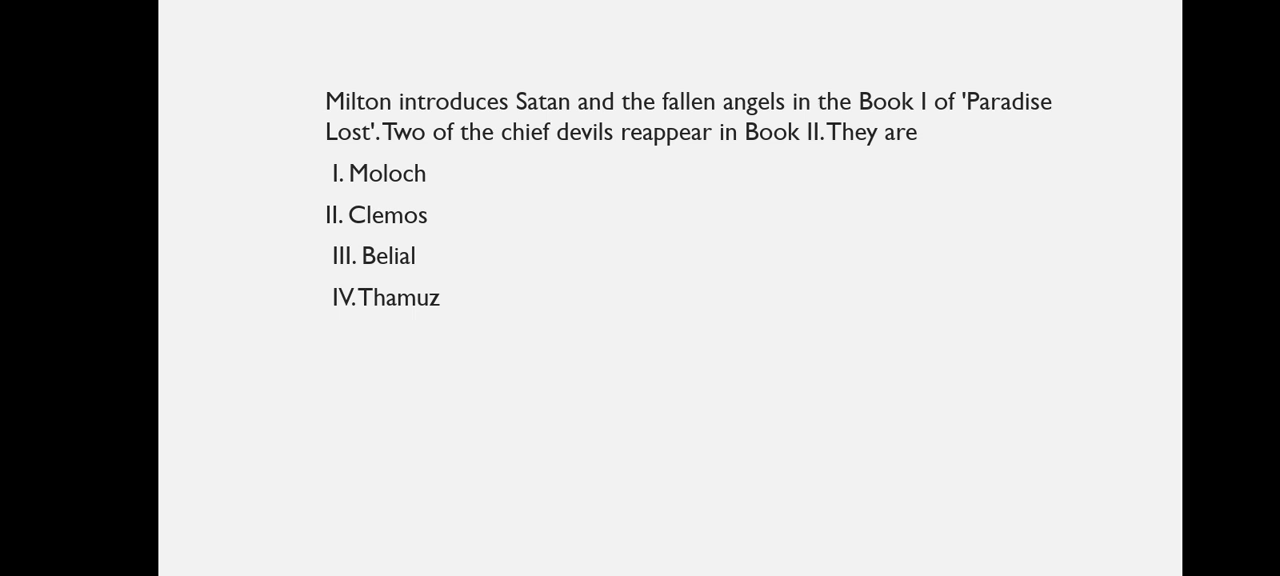 Milton introduces Satan and the fallen angels in the Book I of 'Paradise
Lost'. Two of the chief devils reappear in Book II. They are
I. Moloch
II. Clemos
III. Belial
IV. Thamuz